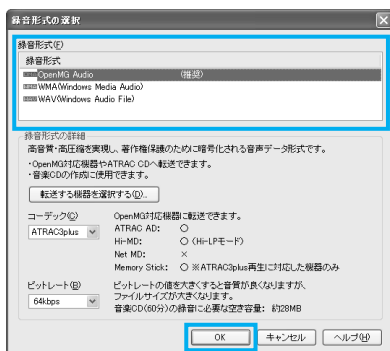 録音形式の選択
録音形式(F)
録音形式
OpenMG Audio (推奨)
WMA(Windows Media Audio)
WAV(Windows Audio File)
録音形式の詳細
高音質・高圧縮を実現し、著作権保護のために暗号化される音声データ形式です。
・OpenMG対応機器やATRAC CDへ転送できます。
・音楽CDの作成に使用できます。
転送する機器を選択する(D)...
コーデック(C) OpenMG対応機器に転送できます。
ATRAC3plus ATRAC AD: ○
Hi-MD: ○ (Hi-LPモード)
Net MD: ×
Memory Stick: ○ ※ATRAC3plus再生に対応した機器のみ
ビットレート(B) ビットレートの値を大きくすると音質が良くなりますが、
64kbps ファイルサイズが大きくなります。
音楽CD(60分)の録音に必要な空き容量: 約28MB
OK キャンセル ヘルプ(H)